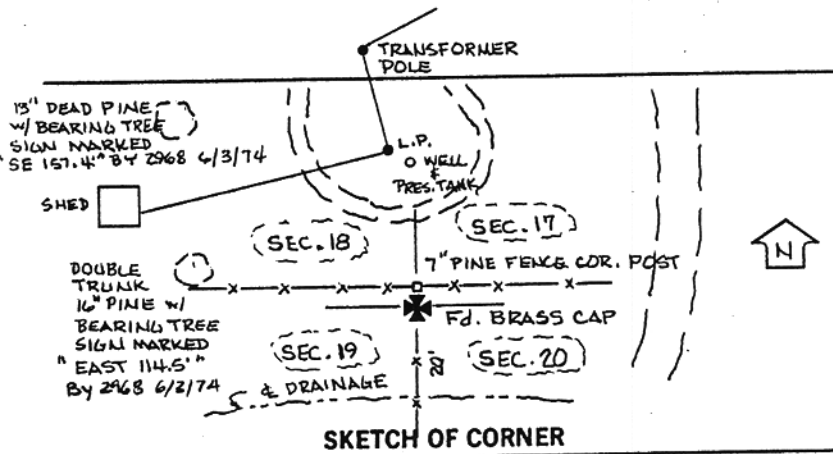 TRANSFORMER
POLE
13" DEAD PINE
W/ BEARING TREE
SIGN MARKED
"SE 157.4'" BY 2968 6/3/74
L.P.
WELL
&
PRES. TANK
SHED
SEC. 18
SEC. 17
N
7" PINE FENCE COR. POST
DOUBLE
TRUNK
16" PINE W/
BEARING TREE
SIGN MARKED
"EAST 114.5'"
By 2968 6/3/74
Fd. BRASS CAP
SEC. 19
20'
SEC. 20
℄ DRAINAGE
SKETCH OF CORNER